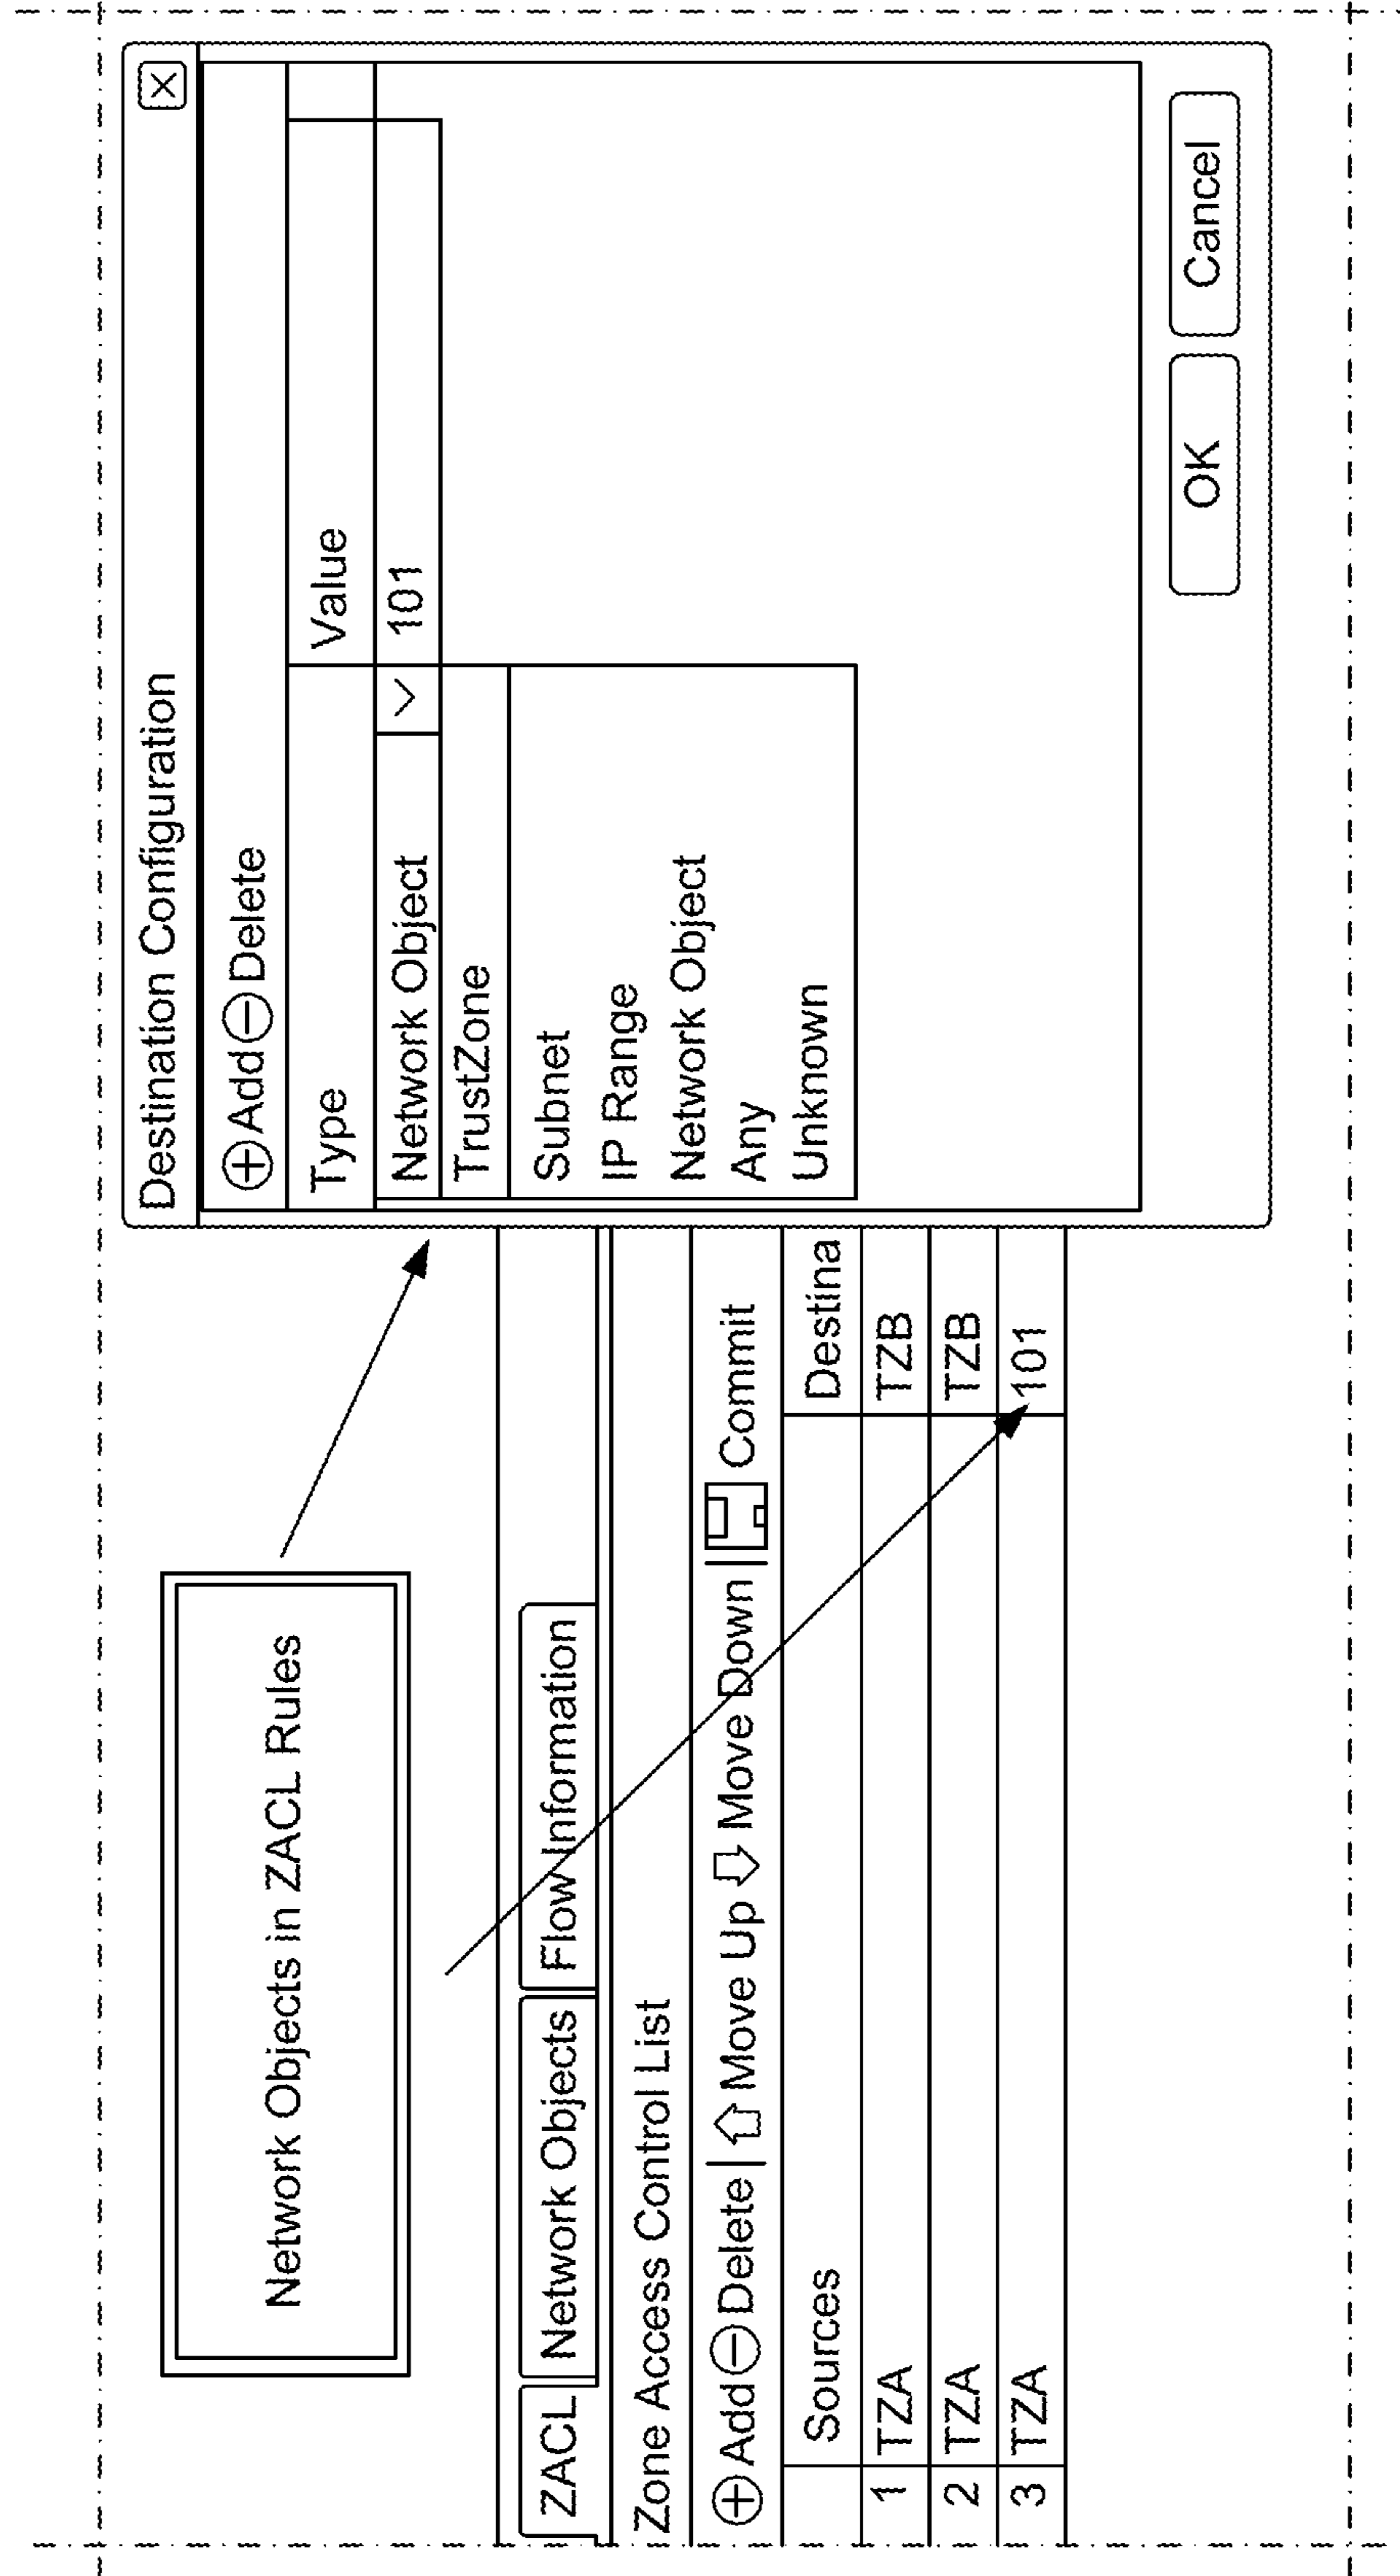 Network Objects in ZACL Rules
ZACL Network Objects Flow Information
Zone Access Control List
Add Delete Move Up Move Down Commit
Sources Destina
1 TZA TZB
2 TZA TZB
3 TZA 101
Destination Configuration
Add Delete
Type Value
Network Object 101
TrustZone
Subnet
IP Range
Network Object
Any
Unknown
OK Cancel